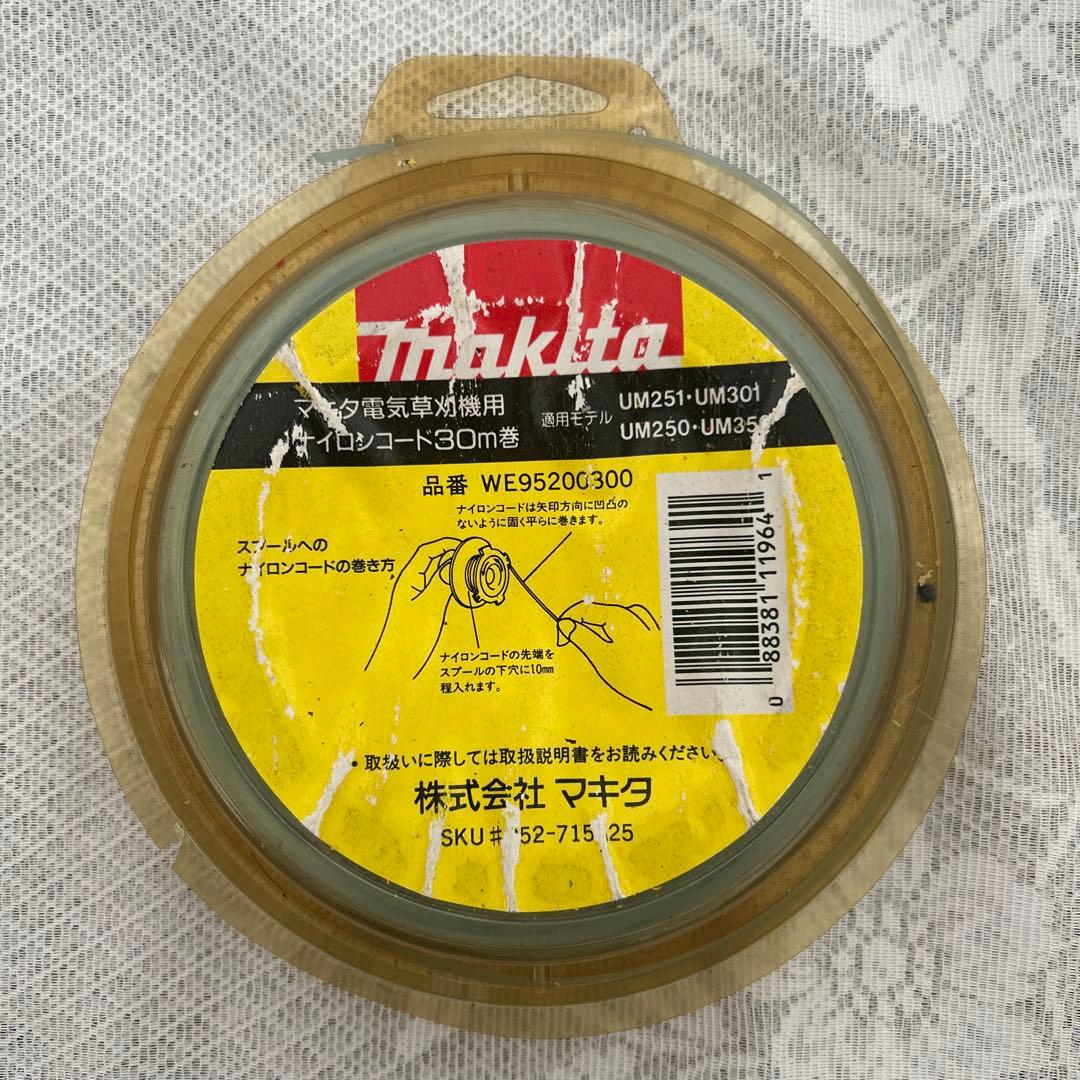 makita
マキタ電気草刈機用
ナイロンコード30m巻
適用モデル
UM251・UM301
UM250・UM350
品番 WE95200300
ナイロンコードは矢印方向に凹凸の
ないように固く平らに巻きます。
スプールへの
ナイロンコードの巻き方
ナイロンコードの先端を
スプールの下穴に10mm
程入れます。
0 88381 11964 1
・取扱いに際しては取扱説明書をお読みください。
株式会社 マキタ
SKU#